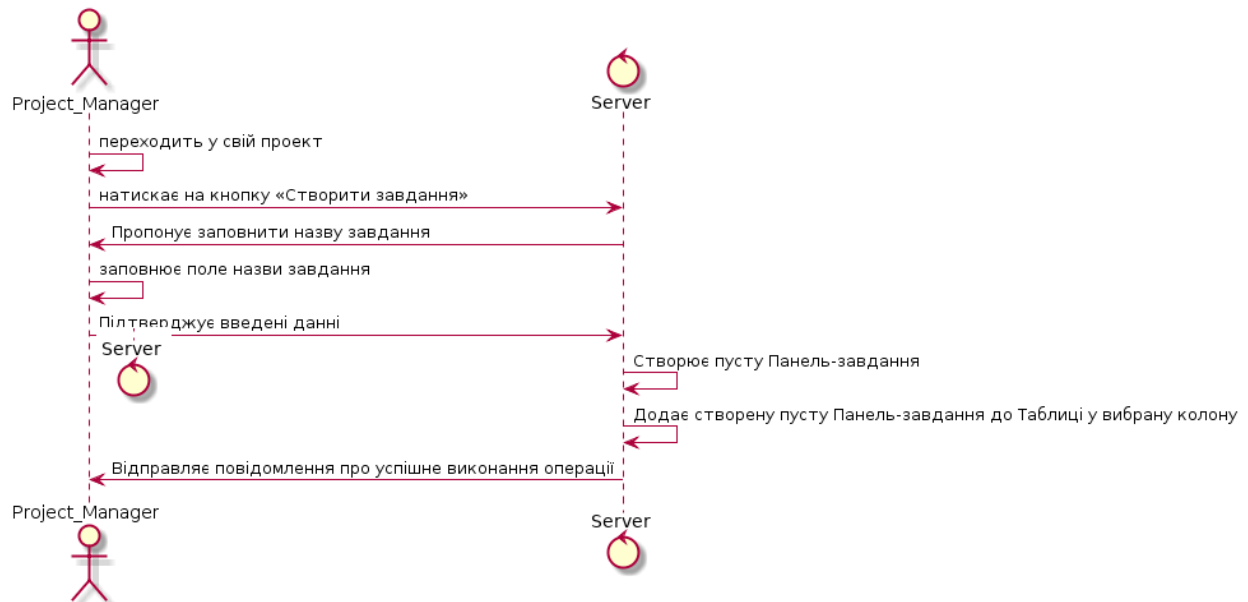 Project_Manager
Server
переходить у свій проект
натискає на кнопку «Створити завдання»
Пропонує заповнити назву завдання
заповнює поле назви завдання
Підтверджує введені данні
Server
Створює пусту Панель-завдання
Додає створену пусту Панель-завдання до Таблиці у вибрану колону
Відправляє повідомлення про успішне виконання операції
Project_Manager
Server